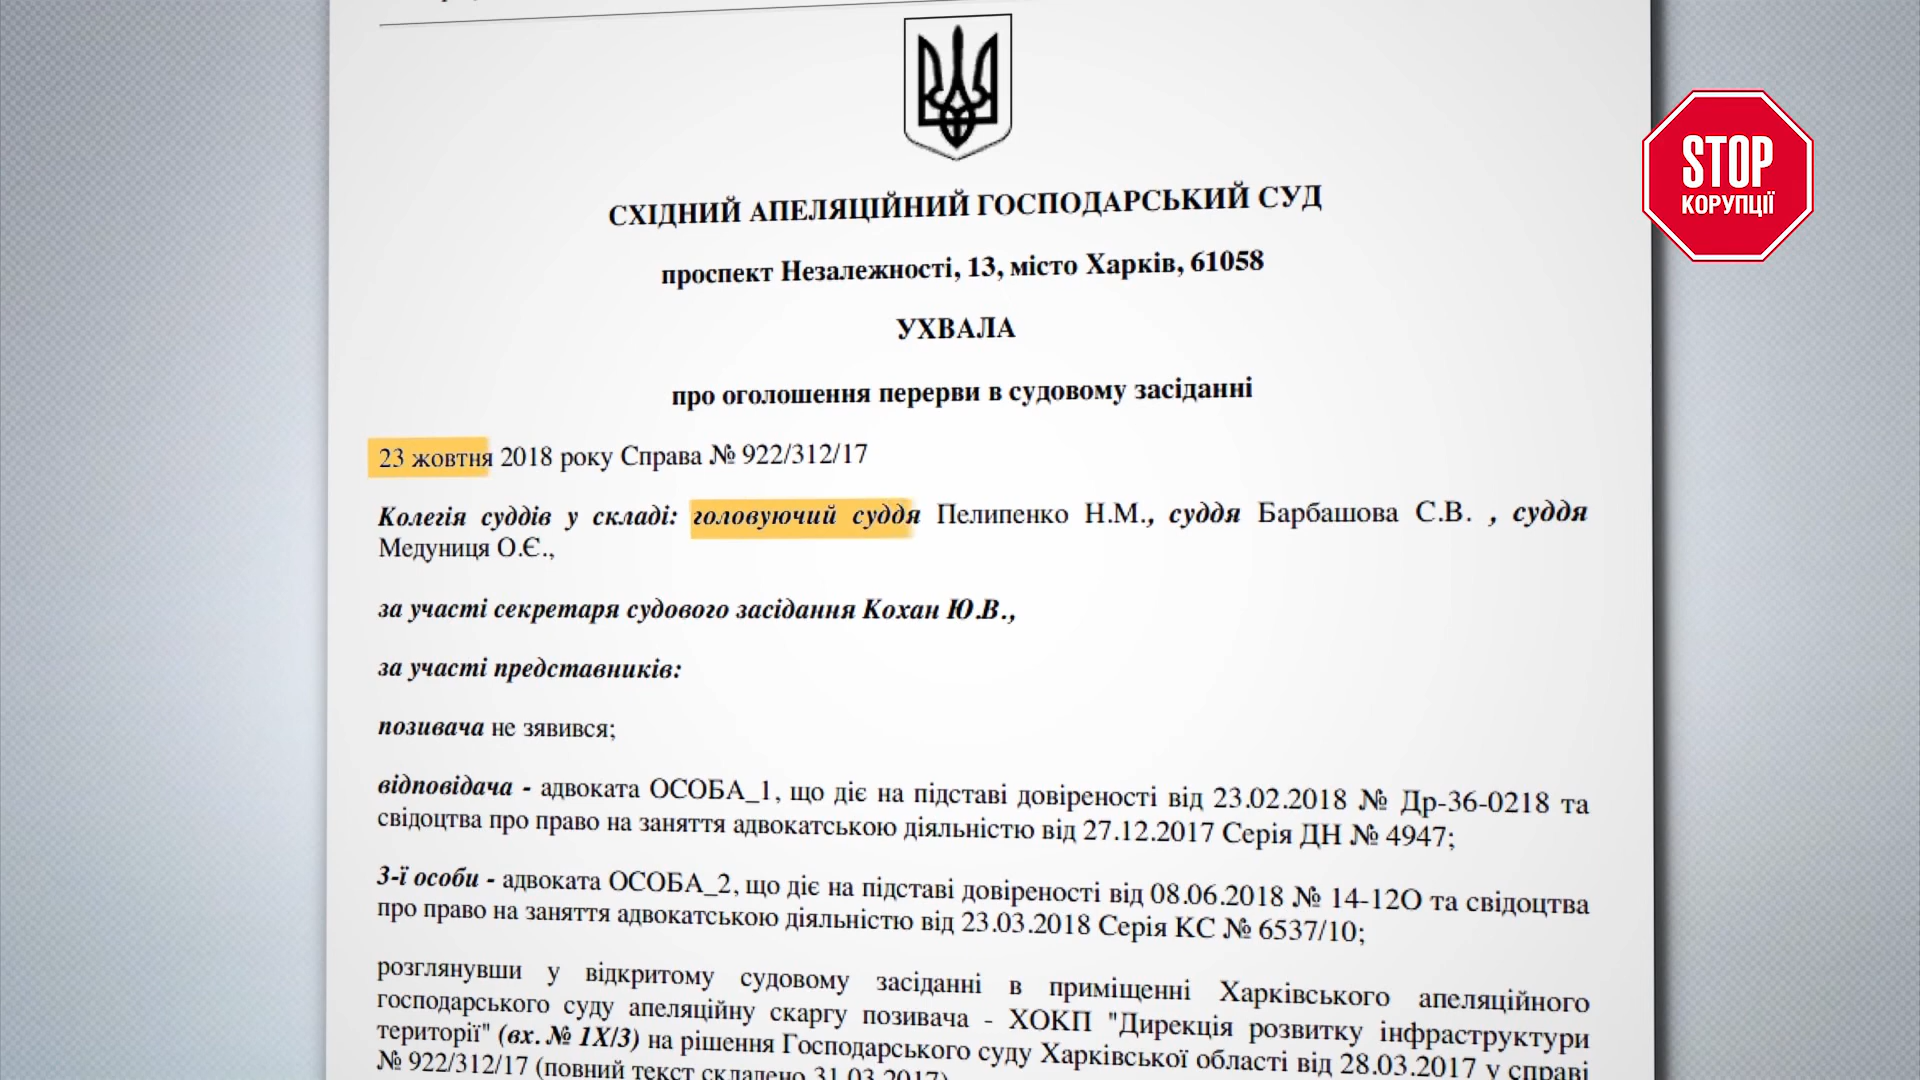 СХІДНИЙ АПЕЛЯЦІЙНИЙ ГОСПОДАРСЬКИЙ СУД
STOP
КОРУПЦІЇ
проспект Незалежності, 13, місто Харків, 61058
УХВАЛА
про оголошення перерви в судовому засіданні
23 жовтня 2018 року Справа № 922/312/17
Колегія суддів у складі: головуючий суддя Пелипенко Н.М., суддя Барбашова С.В. , суддя
Медуниця О.Є.,
за участі секретаря судового засідання Кохан Ю.В.,
за участі представників:
позивача не зявився;
відповідача - адвоката ОСОБА_1, що діє на підставі довіреності від 23.02.2018 № Др-36-0218 та
свідоцтва про право на заняття адвокатською діяльністю від 27.12.2017 Серія ДН № 4947;
3-ї особи - адвоката ОСОБА_2, що діє на підставі довіреності від 08.06.2018 № 14-12О та свідоцтва
про право на заняття адвокатською діяльністю від 23.03.2018 Серія КС № 6537/10;
розглянувши у відкритому судовому засіданні в приміщенні Харківського апеляційного
господарського суду апеляційну скаргу позивача - ХОКП "Дирекція розвитку інфраструктури
території" (вх. № 1Х/3) на рішення Господарського суду Харківської області від 28.03.2017 у справі
№ 922/312/17 (повний текст складено 31.03.2017)